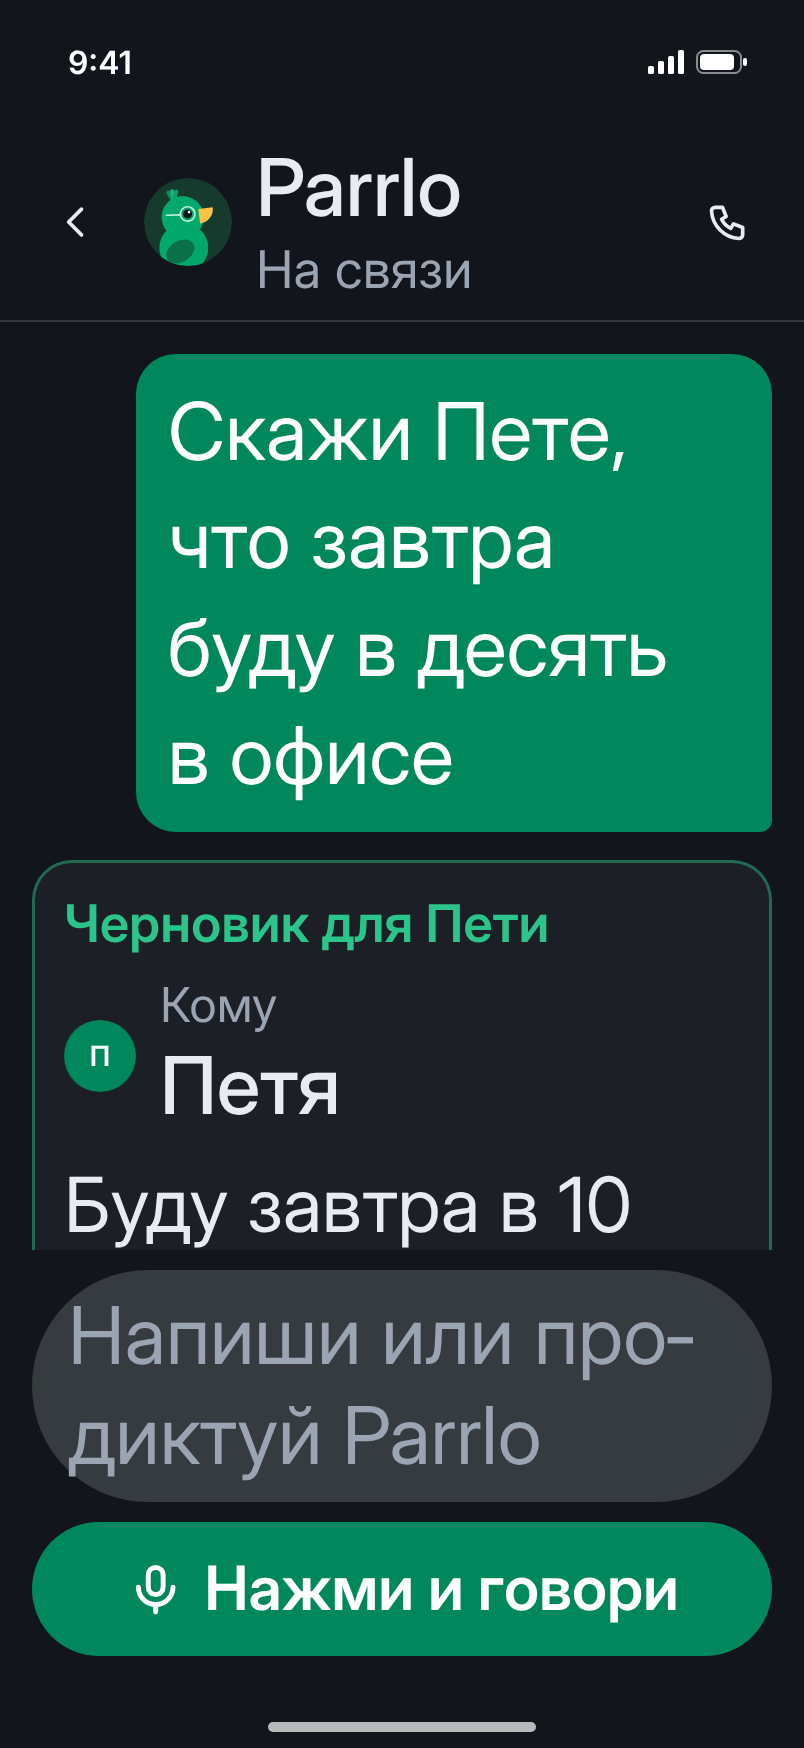 9:41
Parrlo
На связи
Скажи Пете,
что завтра
буду в десять
в офисе
Черновик для Пети
Кому
П
Петя
Буду завтра в 10
Напиши или про-
диктуй Parrlo
Нажми и говори